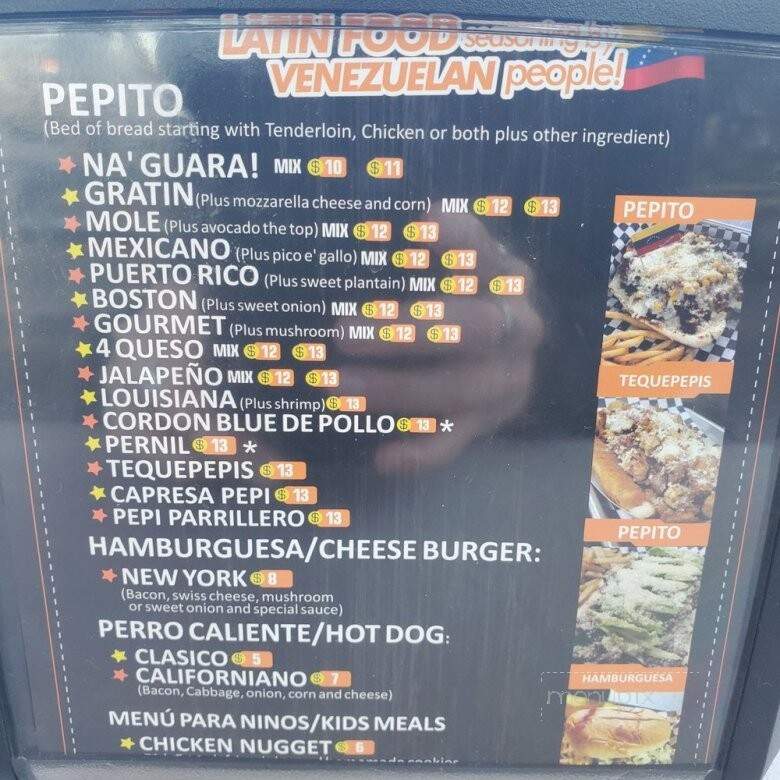 LATIN FOOD seasoning by
VENEZUELAN people!
PEPITO
(Bed of bread starting with Tenderloin, Chicken or both plus other ingredient)
NA' GUARA! MIX $10 $11
GRATIN (Plus mozzarella cheese and corn) MIX $12 $13
MOLE (Plus avocado the top) MIX $12 $13
MEXICANO (Plus pico e' gallo) MIX $12 $13
PUERTO RICO (Plus sweet plantain) MIX $12 $13
BOSTON (Plus sweet onion) MIX $12 $13
GOURMET (Plus mushroom) MIX $12 $13
4 QUESO MIX $12 $13
JALAPEÑO MIX $12 $13
LOUISIANA (Plus shrimp) $13
CORDON BLUE DE POLLO $13 *
PERNIL $13 *
TEQUEPEPIS $13
CAPRESA PEPI $13
PEPI PARRILLERO $13
HAMBURGUESA/CHEESE BURGER:
NEW YORK $8
(Bacon, swiss cheese, mushroom
or sweet onion and special sauce)
PERRO CALIENTE/HOT DOG:
CLASICO $5
CALIFORNIANO $7
(Bacon, Cabbage, onion, corn and cheese)
MENÚ PARA NINOS/KIDS MEALS
CHICKEN NUGGET $6
homemade cookies
PEPITO
TEQUEPEPIS
PEPITO
HAMBURGUESA
menupix